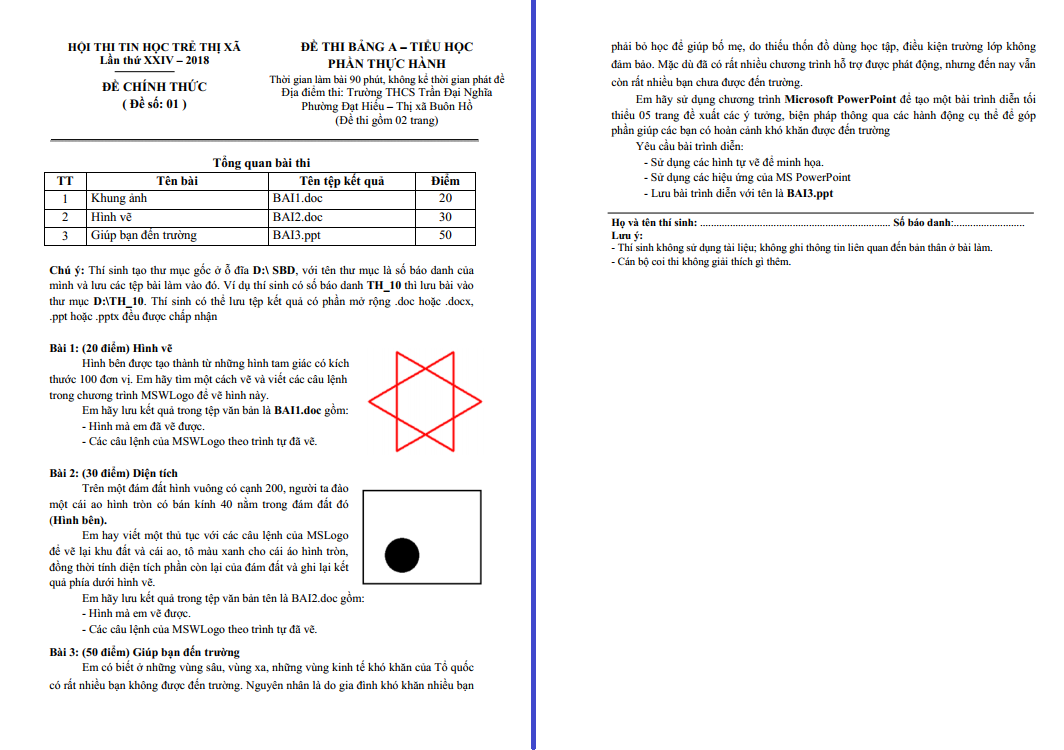 HỘI THI TIN HỌC TRẺ THỊ XÃ
Lần thứ XXIV – 2018
ĐỀ CHÍNH THỨC
( Đề số: 01 )
ĐỀ THI BẢNG A – TIỂU HỌC
PHẦN THỰC HÀNH
Thời gian làm bài 90 phút, không kể thời gian phát đề
Địa điểm thi: Trường THCS Trần Đại Nghĩa
Phường Đạt Hiếu – Thị xã Buôn Hồ
(Đề thi gồm 02 trang)
Tổng quan bài thi
TT Tên bài Tên tệp kết quả Điểm
1 Khung ảnh BAI1.doc 20
2 Hình vẽ BAI2.doc 30
3 Giúp bạn đến trường BAI3.ppt 50
Chú ý: Thí sinh tạo thư mục gốc ở ổ đĩa D:\ SBD, với tên thư mục là số báo danh của
mình và lưu các tệp bài làm vào đó. Ví dụ thí sinh có số báo danh TH_10 thì lưu bài vào
thư mục D:\TH_10. Thí sinh có thể lưu tệp kết quả có phần mở rộng .doc hoặc .docx,
.ppt hoặc .pptx đều được chấp nhận
Bài 1: (20 điểm) Hình vẽ
Hình bên được tạo thành từ những hình tam giác có kích
thước 100 đơn vị. Em hãy tìm một cách vẽ và viết các câu lệnh
trong chương trình MSWLogo để vẽ hình này.
Em hãy lưu kết quả trong tệp văn bản là BAI1.doc gồm:
- Hình mà em đã vẽ được.
- Các câu lệnh của MSWLogo theo trình tự đã vẽ.
Bài 2: (30 điểm) Diện tích
Trên một đám đất hình vuông có cạnh 200, người ta đào
một cái ao hình tròn có bán kính 40 nằm trong đám đất đó
(Hình bên).
Em hay viết một thủ tục với các câu lệnh của MSLogo
để vẽ lại khu đất và cái ao, tô màu xanh cho cái áo hình tròn,
đồng thời tính diện tích phần còn lại của đám đất và ghi lại kết
quả phía dưới hình vẽ.
Em hãy lưu kết quả trong tệp văn bản tên là BAI2.doc gồm:
- Hình mà em vẽ được.
- Các câu lệnh của MSWLogo theo trình tự đã vẽ.
Bài 3: (50 điểm) Giúp bạn đến trường
Em có biết ở những vùng sâu, vùng xa, những vùng kinh tế khó khăn của Tổ quốc
có rất nhiều bạn không được đến trường. Nguyên nhân là do gia đình khó khăn nhiều bạn
phải bỏ học để giúp bố mẹ, do thiếu thốn đồ dùng học tập, điều kiện trường lớp không
đảm bảo. Mặc dù đã có rất nhiều chương trình hỗ trợ được phát động, nhưng đến nay vẫn
còn rất nhiều bạn chưa được đến trường.
Em hãy sử dụng chương trình Microsoft PowerPoint để tạo một bài trình diễn tối
thiểu 05 trang đề xuất các ý tưởng, biện pháp thông qua các hành động cụ thể để góp
phần giúp các bạn có hoàn cảnh khó khăn được đến trường
Yêu cầu bài trình diễn:
- Sử dụng các hình tự vẽ để minh họa.
- Sử dụng các hiệu ứng của MS PowerPoint
- Lưu bài trình diễn với tên là BAI3.ppt
Họ và tên thí sinh: ..................................................................... Số báo danh:..........................
Lưu ý:
- Thí sinh không sử dụng tài liệu; không ghi thông tin liên quan đến bản thân ở bài làm.
- Cán bộ coi thi không giải thích gì thêm.